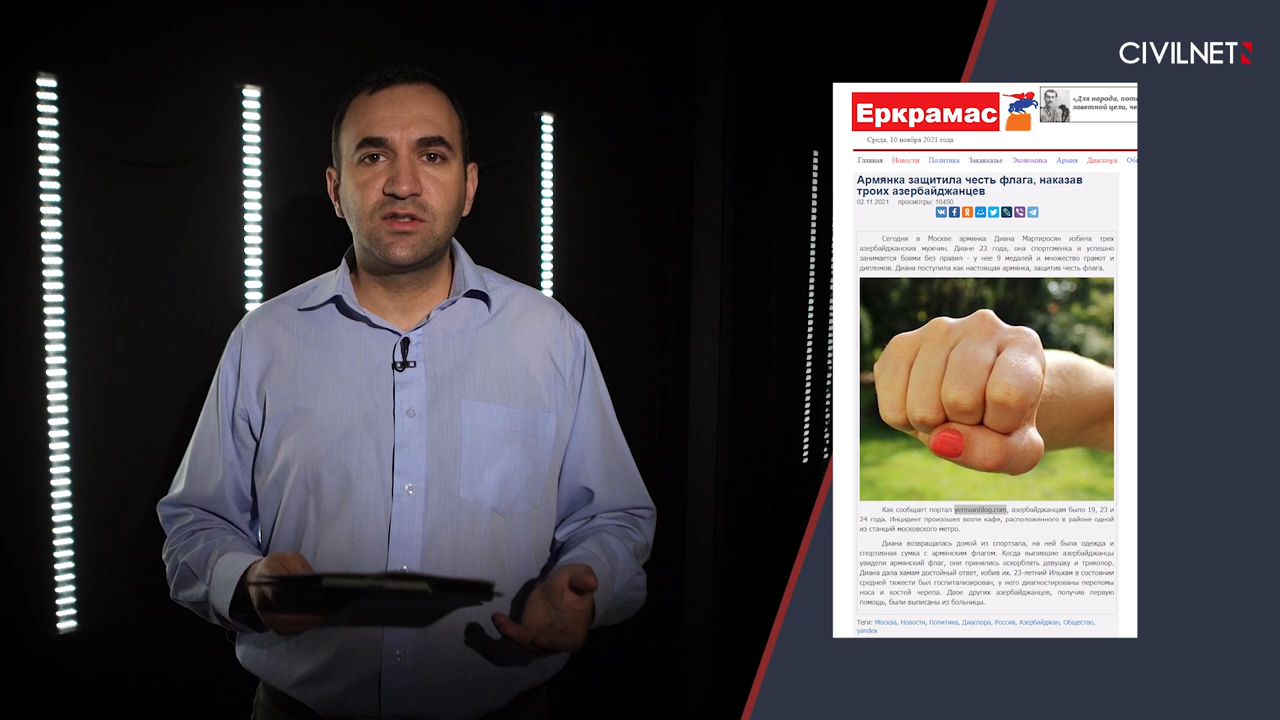 CIVILNET
Еркрамас
«Для народа,
заветной цели,
Среда, 10 ноября 2021 года
Главная Новости Политика Закавказье Экономика Армия Диаспора
Армянка защитила честь флага, наказав
троих азербайджанцев
02.11.2021 просмотры: 10450
Сегодня в Москве армянка Диана Мартиросян избила трех
азербайджанских мужчин. Диане 23 года, она спортсменка и успешно
занимается боями без правил - у нее 9 медалей и множество грамот и
дипломов. Диана поступила как настоящая армянка, защитив честь флага.
Как сообщает портал yerevanblog.com, азербайджанцам было 19, 23 и
24 года. Инцидент произошел возле кафе, расположенного в районе одной
из станций московского метро.
Диана возвращалась домой из спортзала, на ней была одежда и
спортивная сумка с армянским флагом. Когда выпившие азербайджанцы
увидели армянский флаг, они принялись оскорблять девушку и триколор.
Диана дала хамам достойный ответ, избив их. 23-летний Ильхам в состоянии
средней тяжести был госпитализирован, у него диагностированы переломы
носа и костей черепа. Двое других азербайджанцев, получив первую
помощь, были выписаны из больницы.
Теги: Москва, Новости, Политика, Диаспора, Россия, Азербайджан, Общество,
yandex